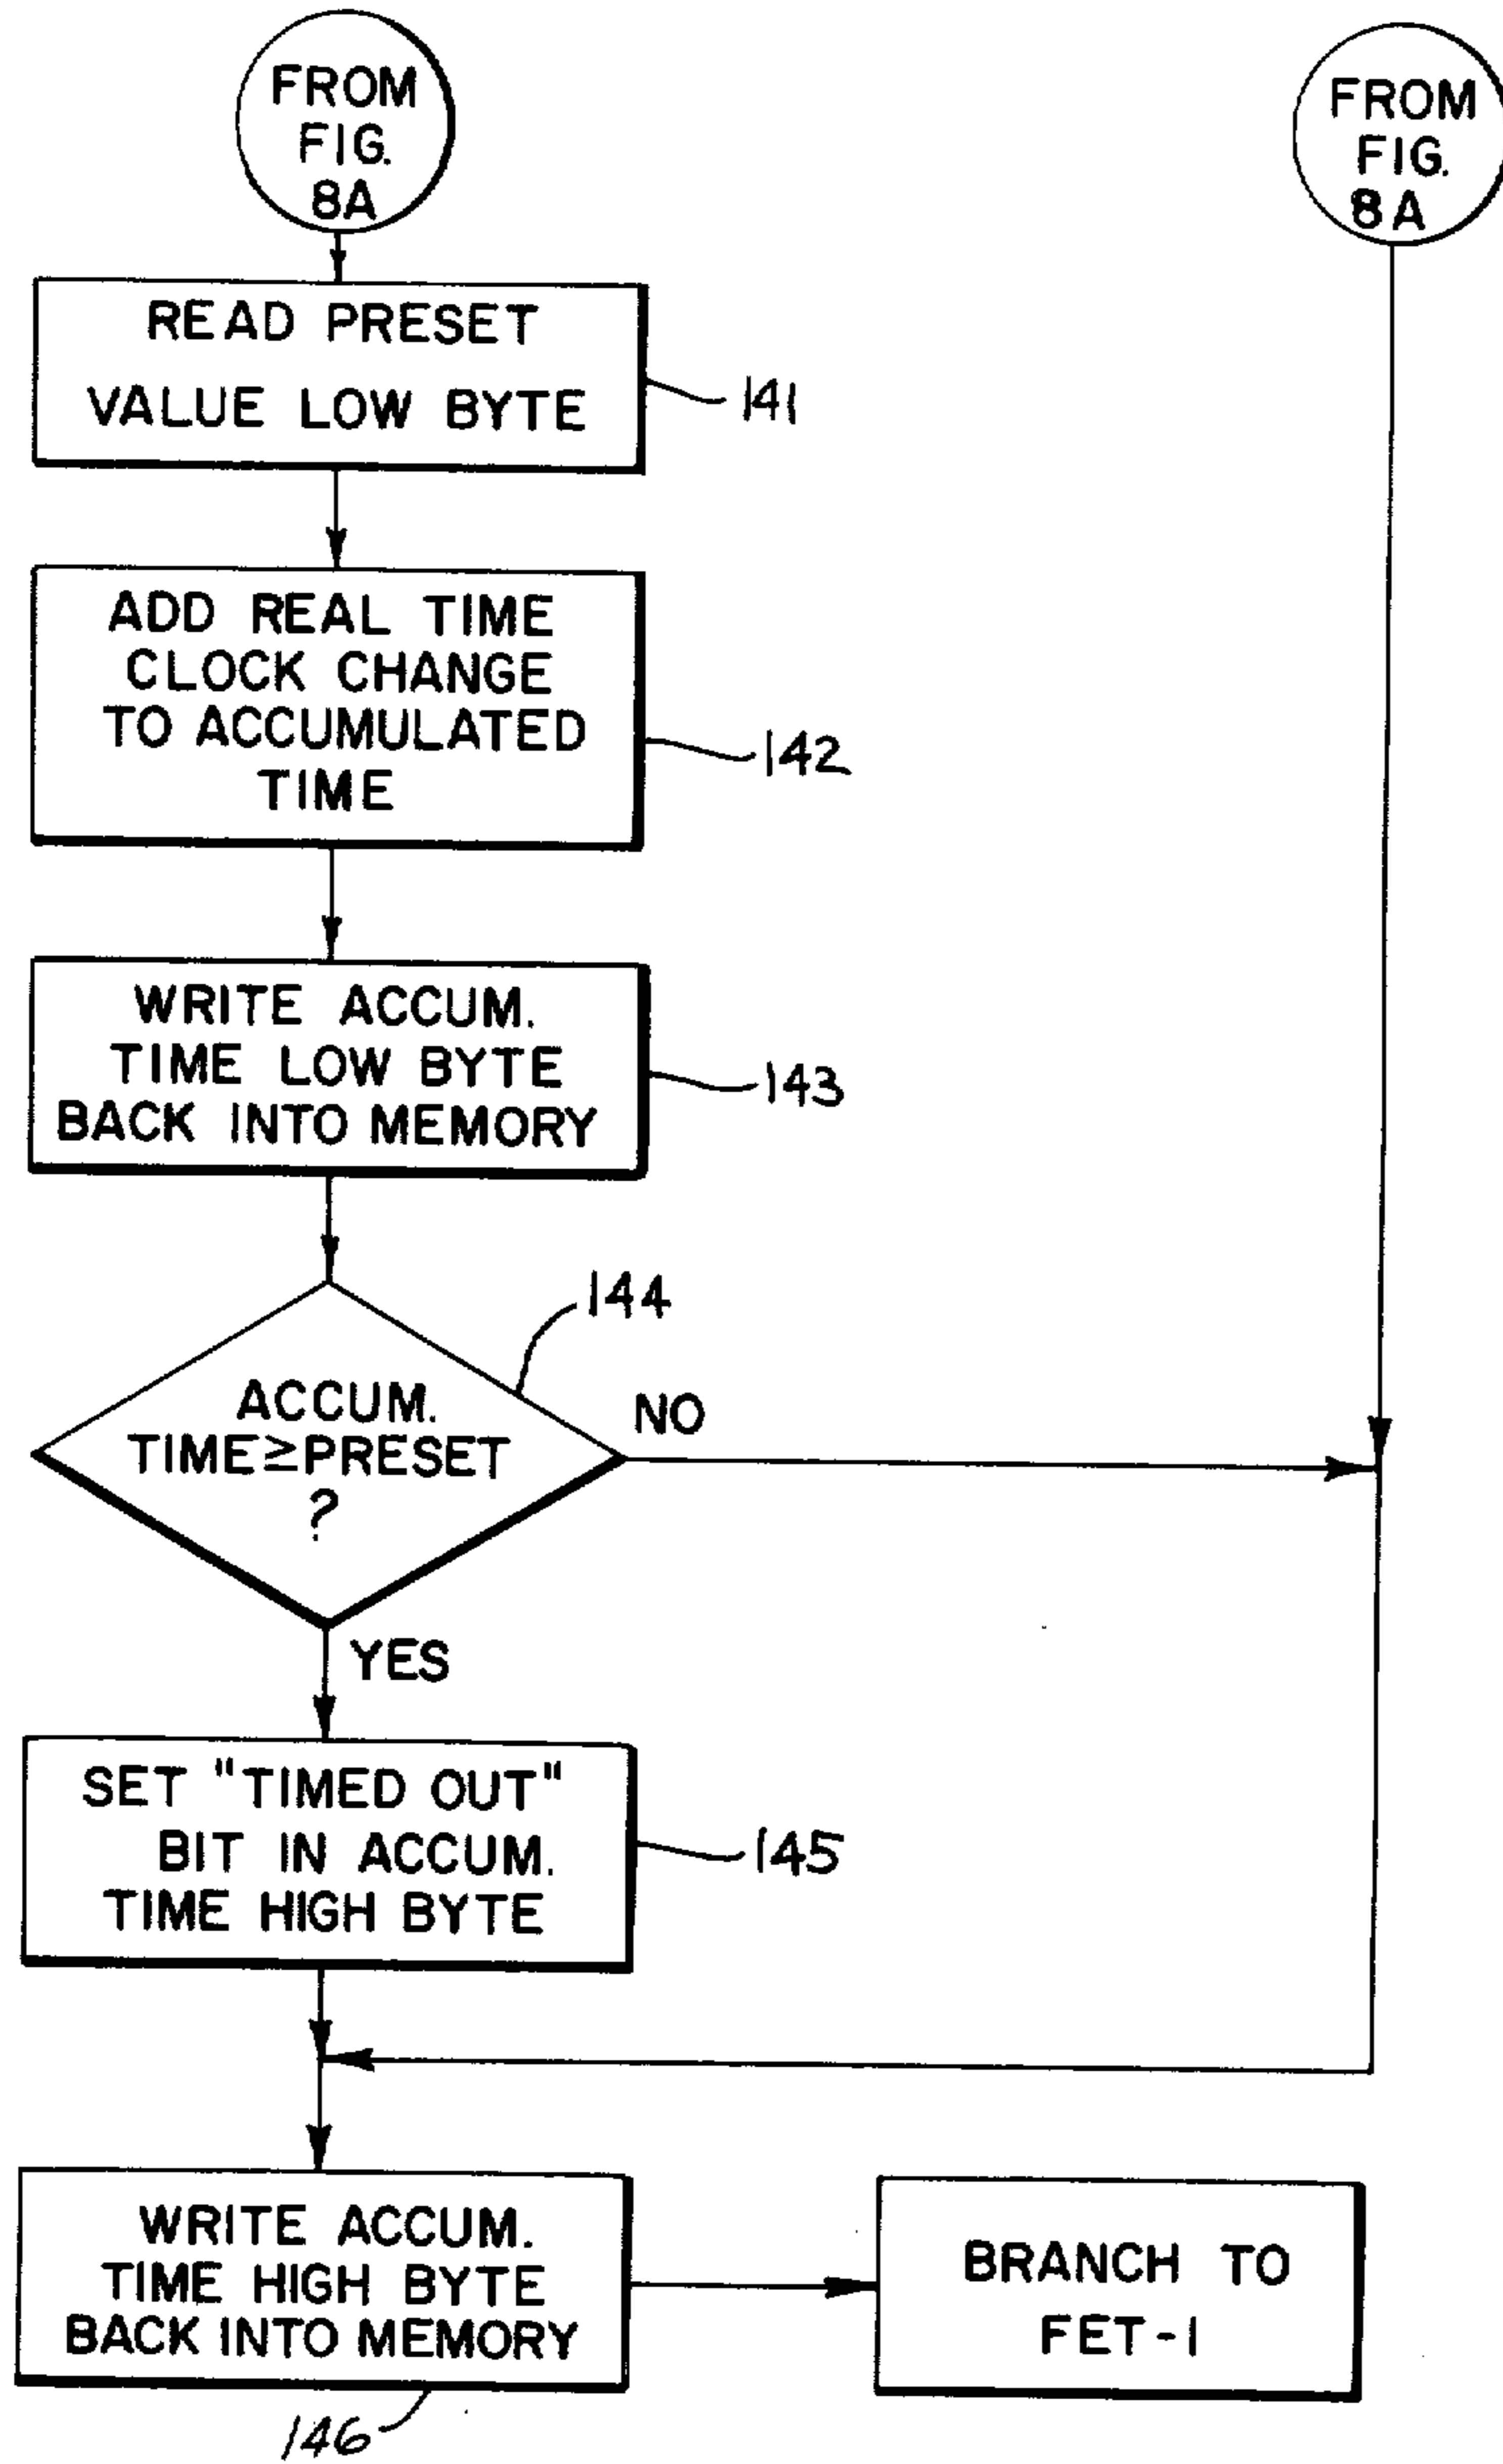 FROM
FIG.
8A
FROM
FIG.
8A
READ PRESET
VALUE LOW BYTE
141
ADD REAL TIME
CLOCK CHANGE
TO ACCUMULATED
TIME
142
WRITE ACCUM.
TIME LOW BYTE
BACK INTO MEMORY
143
144
ACCUM.
TIME≥PRESET
?
NO
YES
SET "TIMED OUT"
BIT IN ACCUM.
TIME HIGH BYTE
145
WRITE ACCUM.
TIME HIGH BYTE
BACK INTO MEMORY
146
BRANCH TO
FET-1